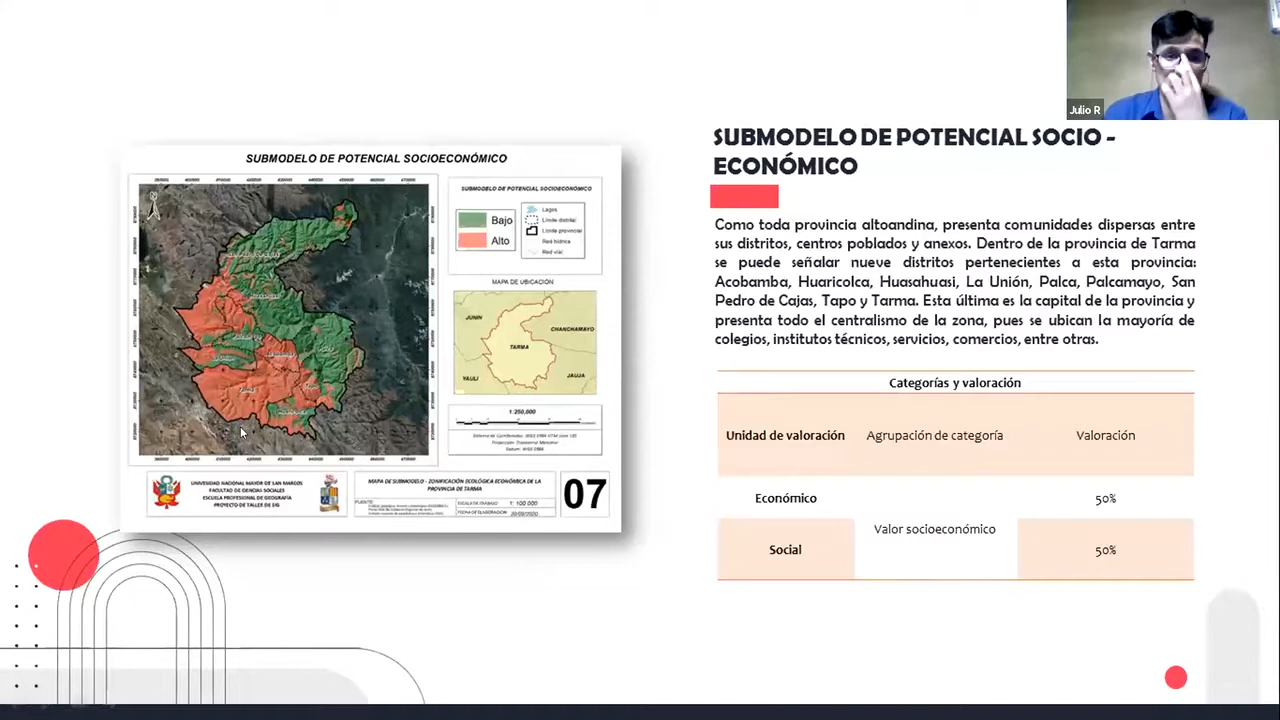 Julio R
SUBMODELO DE POTENCIAL SOCIO -
ECONÓMICO
Como toda provincia altoandina, presenta comunidades dispersas entre
sus distritos, centros poblados y anexos. Dentro de la provincia de Tarma
se puede señalar nueve distritos pertenecientes a esta provincia:
Acobamba, Huaricolca, Huasahuasi, La Unión, Palca, Palcamayo, San
Pedro de Cajas, Tapo y Tarma. Esta última es la capital de la provincia y
presenta todo el centralismo de la zona, pues se ubican la mayoría de
colegios, institutos técnicos, servicios, comercios, entre otras.
Categorías y valoración
Unidad de valoración Agrupación de categoría Valoración
Económico 50%
Valor socioeconómico
Social 50%
SUBMODELO DE POTENCIAL SOCIOECONÓMICO
SUBMODELO DE POTENCIAL SOCIOECONÓMICO
Bajo
Alto
Lagos
Límite distrital
Límite provincial
Red hídrica
Red vial
MAPA DE UBICACIÓN
JUNIN
CHANCHAMAYO
TARMA
YAULI
JAUJA
1:250,000
UNIVERSIDAD NACIONAL MAYOR DE SAN MARCOS
FACULTAD DE CIENCIAS SOCIALES
ESCUELA PROFESIONAL DE GEOGRAFÍA
PROYECTO DE TALLER DE SIG
MAPA DE SUBMODELO - ZONIFICACIÓN ECOLÓGICA ECONÓMICA DE LA
PROVINCIA DE TARMA
FUENTE:
ESCALA DE TRABAJO 1: 100 000
FECHA DE ELABORACIÓN
07